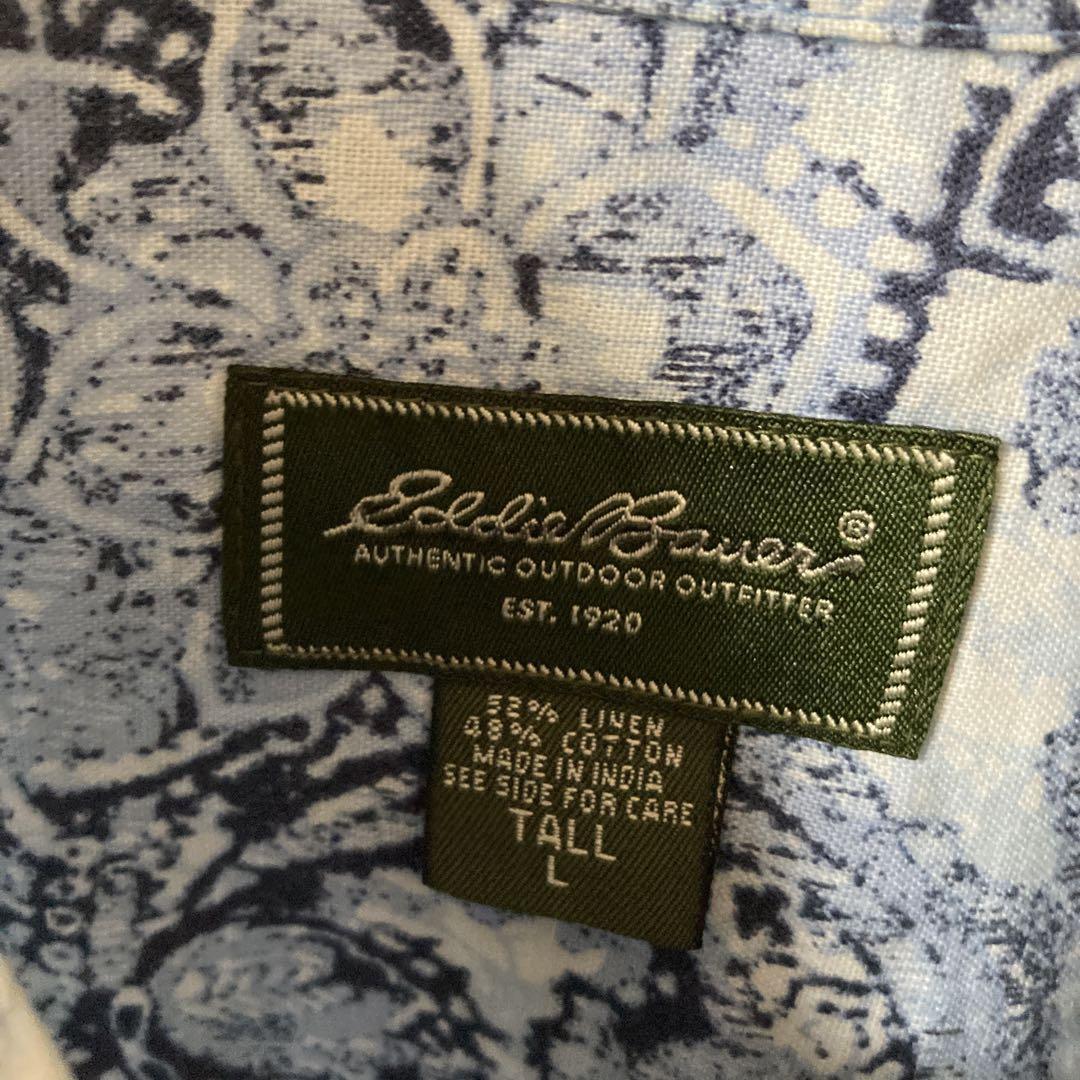 Eddie Bauer®
AUTHENTIC OUTDOOR OUTFITTER
EST. 1920
52% LINEN
48% COTTON
MADE IN INDIA
SEE SIDE FOR CARE
TALL
L